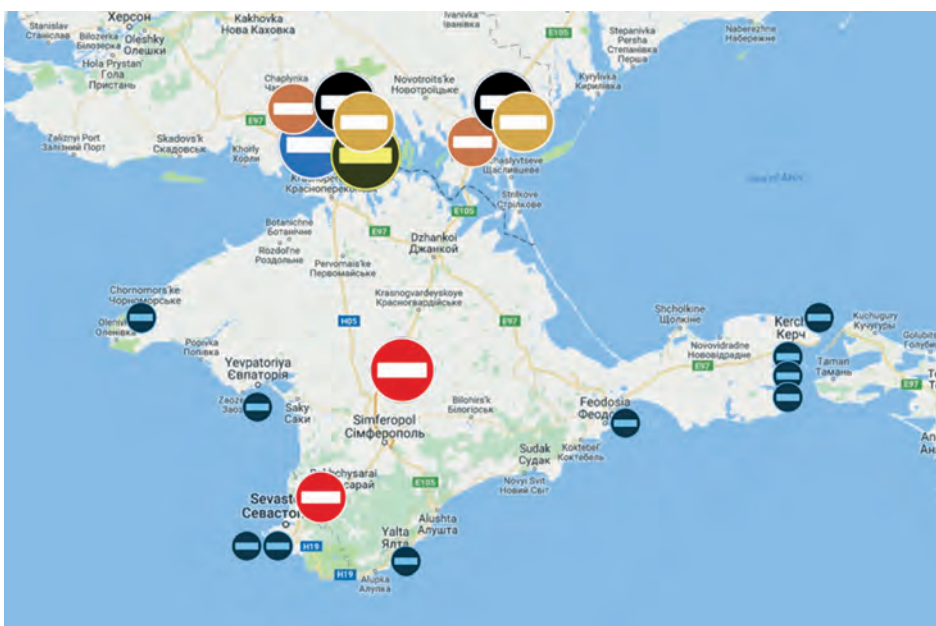 Херсон
Stanislav
Станіслав
Bilozerka
Білозерка
Oleshky
Олешки
Hola Prystan'
Гола
Пристань
Kakhovka
Нова Каховка
Ivanivka
Іванівка
E105
Stepanivka
Persha
Степанівка
Перша
Naberezhne
Набережне
Kyrylivka
Кирилівка
Chaplynka
Novotroits'ke
Новотроїцьке
E97
Zaliznyi Port
Залізний Порт
Skadovs'k
Скадовськ
Khorly
Хорли
Щасливцеве
Strilkove
Стрілкове
Sea of Azov
Красноперекопськ
E105
Botanichne
Ботанічне
Rozdol'ne
Роздольне
E97
Dzhankoi
Джанкой
Pervomais'ke
Первомайське
Krasnogvardeyskoye
Красногвардійське
Chornomors'ke
Чорноморське
Оленівка
H05
E97
Popivka
Попівка
Shcholkine
Щолкіне
Керч
Kuchugury
Кучугуры
Novovidradne
Нововідрадне
E97
Taman
Тамань
E97
Yevpatoriya
Євпаторія
Saky
Саки
Bilohirs'k
Білогірськ
Feodosia
Simferopol
Сімферополь
Sudak
Судак
Koktebel'
Коктебель
Novyi Svit
Новий Світ
E105
Alushta
Алушта
Yalta
Ялта
H19
H19
Alupka
Алупка